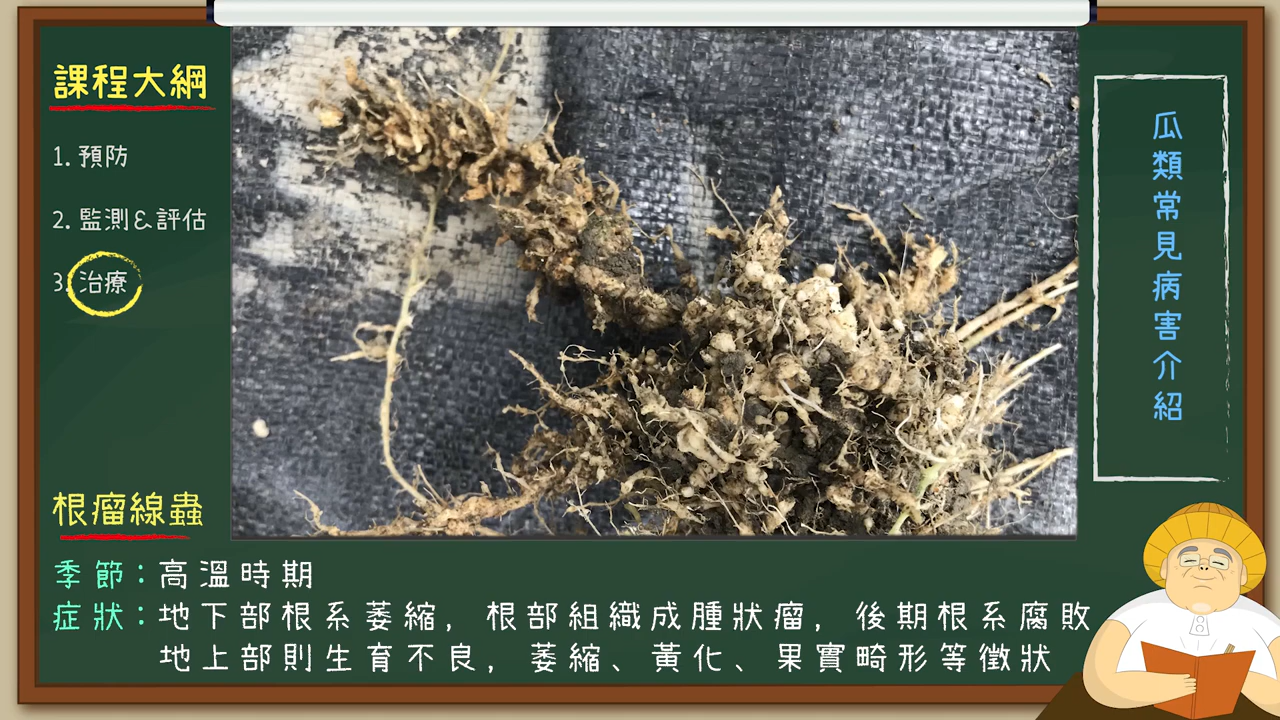 課程大綱
1. 預防
2. 監測&評估
3. 治療
瓜類常見病害介紹
根瘤線蟲
季節：高溫時期
症狀：地下部根系萎縮，根部組織成腫狀瘤，後期根系腐敗
地上部則生育不良，萎縮、黃化、果實畸形等徵狀